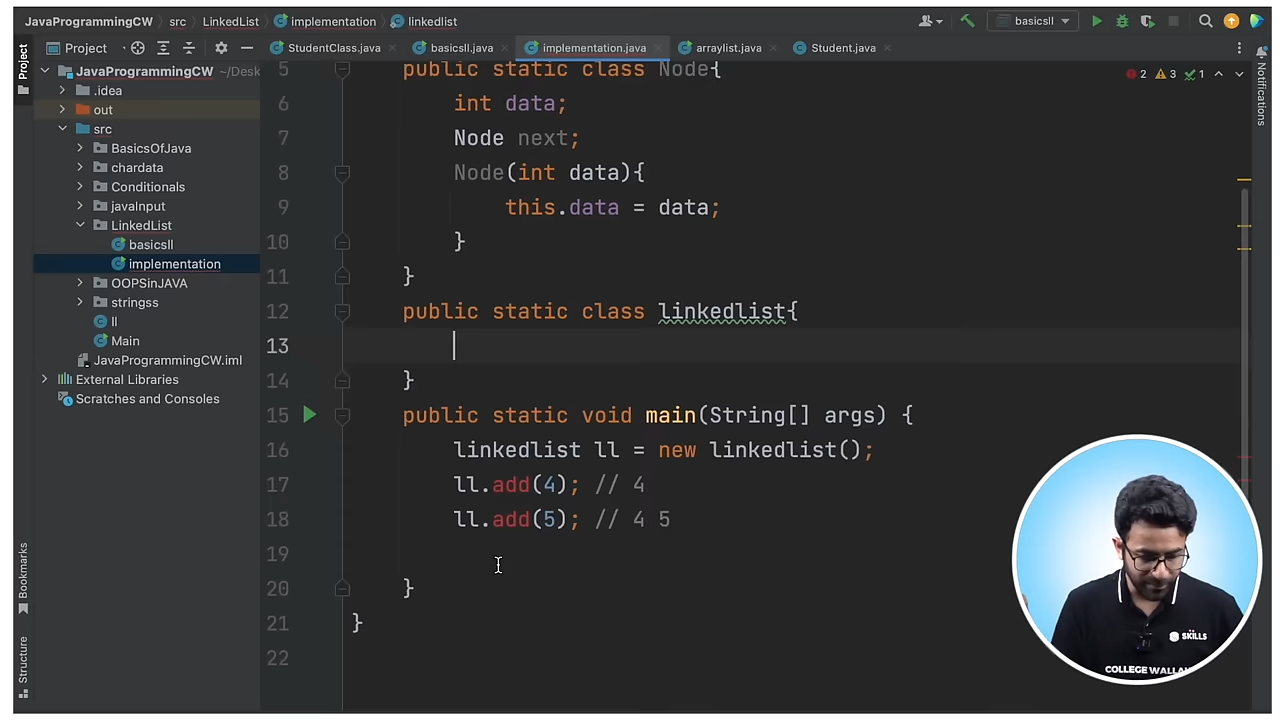 JavaProgrammingCW src LinkedList implementation linkedlist basicsll
Project StudentClass.java basicsll.java implementation.java arraylist.java Student.java
Project
Notifications
Bookmarks
Structure
JavaProgrammingCW ~/Desk
.idea
out
src
BasicsOfJava
chardata
Conditionals
javaInput
LinkedList
basicsll
implementation
OOPSinJAVA
stringss
ll
Main
JavaProgrammingCW.iml
External Libraries
Scratches and Consoles
2 3 1
5 public static class Node{
6 int data;
7 Node next;
8 Node(int data){
9 this.data = data;
10 }
11 }
12 public static class linkedlist{
13
14 }
15 public static void main(String[] args) {
16 linkedlist ll = new linkedlist();
17 ll.add(4); // 4
18 ll.add(5); // 4 5
19
20 }
21 }
22
SKILLS
COLLEGE WALLA